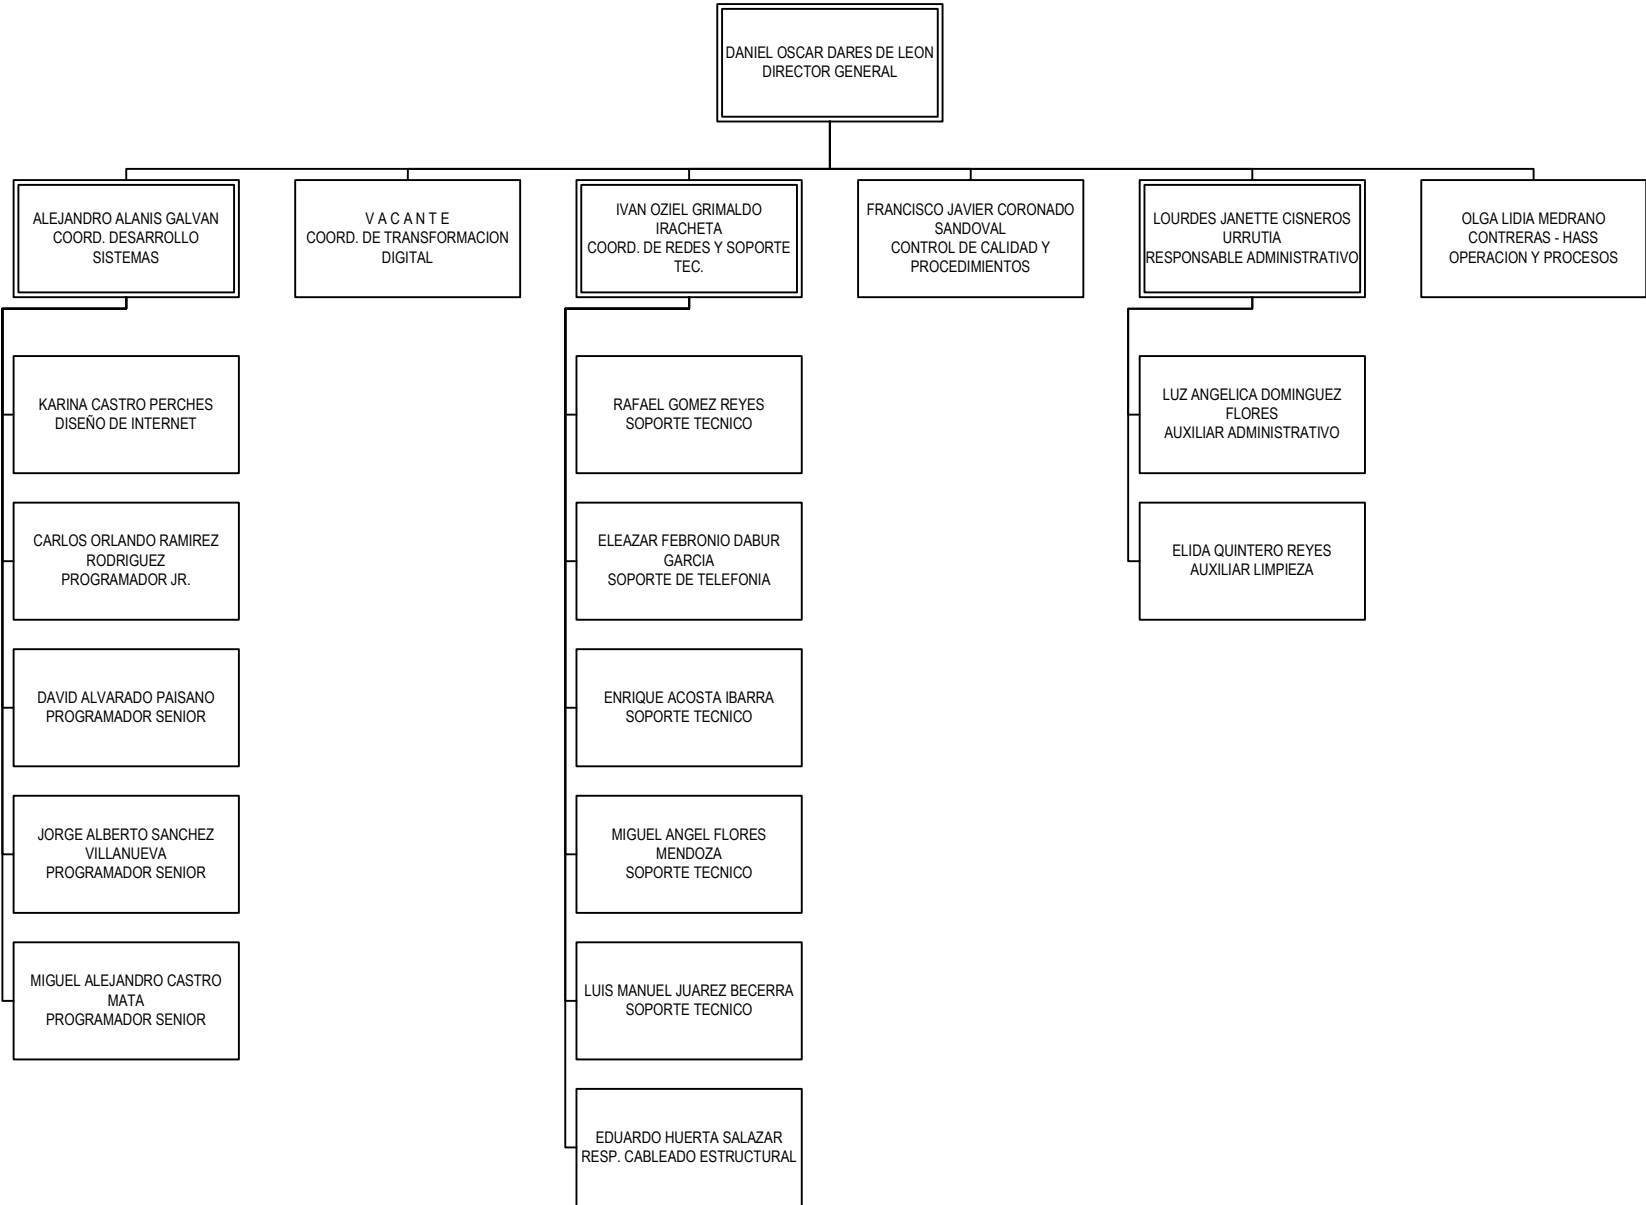 DANIEL OSCAR DARES DE LEON
DIRECTOR GENERAL
ALEJANDRO ALANIS GALVAN
COORD. DESARROLLO
SISTEMAS
V A C A N T E
COORD. DE TRANSFORMACION
DIGITAL
IVAN OZIEL GRIMALDO
IRACHETA
COORD. DE REDES Y SOPORTE
TEC.
FRANCISCO JAVIER CORONADO
SANDOVAL
CONTROL DE CALIDAD Y
PROCEDIMIENTOS
LOURDES JANETTE CISNEROS
URRUTIA
RESPONSABLE ADMINISTRATIVO
OLGA LIDIA MEDRANO
CONTRERAS - HASS
OPERACION Y PROCESOS
KARINA CASTRO PERCHES
DISEÑO DE INTERNET
CARLOS ORLANDO RAMIREZ
RODRIGUEZ
PROGRAMADOR JR.
DAVID ALVARADO PAISANO
PROGRAMADOR SENIOR
JORGE ALBERTO SANCHEZ
VILLANUEVA
PROGRAMADOR SENIOR
MIGUEL ALEJANDRO CASTRO
MATA
PROGRAMADOR SENIOR
RAFAEL GOMEZ REYES
SOPORTE TECNICO
ELEAZAR FEBRONIO DABUR
GARCIA
SOPORTE DE TELEFONIA
ENRIQUE ACOSTA IBARRA
SOPORTE TECNICO
MIGUEL ANGEL FLORES
MENDOZA
SOPORTE TECNICO
LUIS MANUEL JUAREZ BECERRA
SOPORTE TECNICO
EDUARDO HUERTA SALAZAR
RESP. CABLEADO ESTRUCTURAL
LUZ ANGELICA DOMINGUEZ
FLORES
AUXILIAR ADMINISTRATIVO
ELIDA QUINTERO REYES
AUXILIAR LIMPIEZA